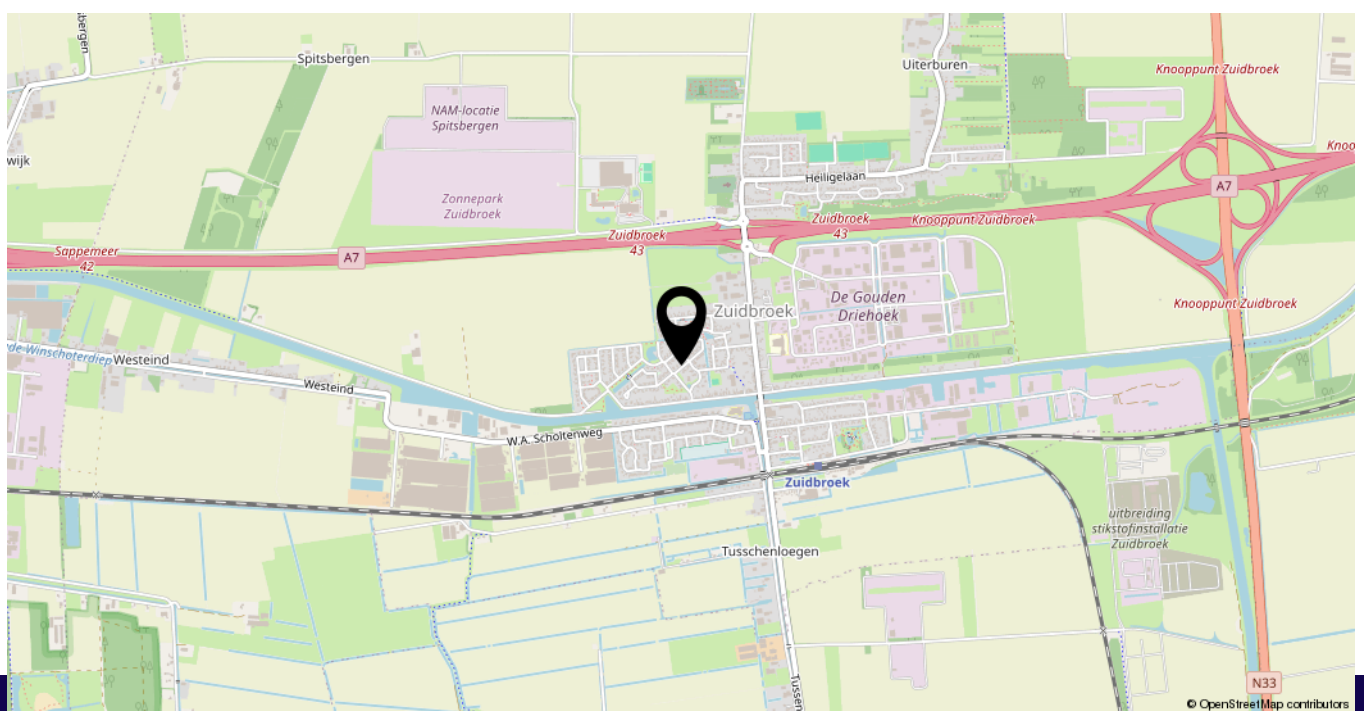 Spitsbergen
Uiterburen
Knooppunt Zuidbroek
NAM-locatie
Spitsbergen
wijk
Heiligelaan
Zonnepark
Zuidbroek
A7
Zuidbroek
43
Zuidbroek
43
Knooppunt Zuidbroek
Sappemeer
42
A7
De Gouden
Driehoek
Knooppunt Zuidbroek
Zuidbroek
de Winschoterdiep
Westeind
Westeind
W.A. Scholtenweg
Zuidbroek
uitbreiding
stikstofinstallatie
Zuidbroek
Tusschenloegen
Tussen
N33
© OpenStreetMap contributors